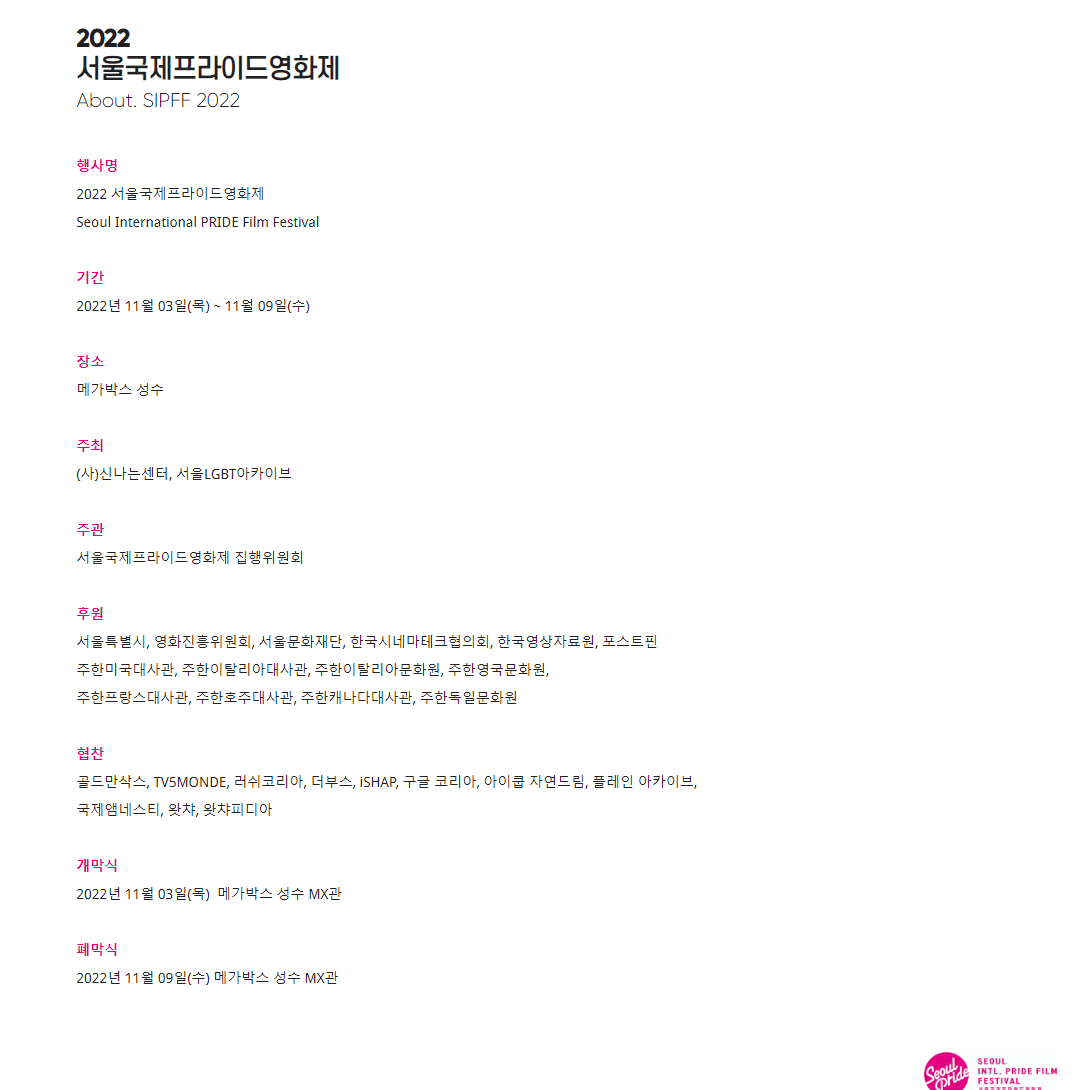 2022
서울국제프라이드영화제
About. SIPFF 2022
행사명
2022 서울국제프라이드영화제
Seoul International PRIDE Film Festival
기간
2022년 11월 03일(목) ~ 11월 09일(수)
장소
메가박스 성수
주최
(사)신나는센터, 서울LGBT아카이브
주관
서울국제프라이드영화제 집행위원회
후원
서울특별시, 영화진흥위원회, 서울문화재단, 한국시네마테크협의회, 한국영상자료원, 포스트핀
주한미국대사관, 주한이탈리아대사관, 주한이탈리아문화원, 주한영국문화원,
주한프랑스대사관, 주한호주대사관, 주한캐나다대사관, 주한독일문화원
협찬
골드만삭스, TV5MONDE, 러쉬코리아, 더부스, iSHAP, 구글 코리아, 아이쿱 자연드림, 플레인 아카이브,
국제앰네스티, 왓챠, 왓챠피디아
개막식
2022년 11월 03일(목)  메가박스 성수 MX관
폐막식
2022년 11월 09일(수) 메가박스 성수 MX관
Seoul
Pride
SEOUL
INTL. PRIDE FILM
FESTIVAL